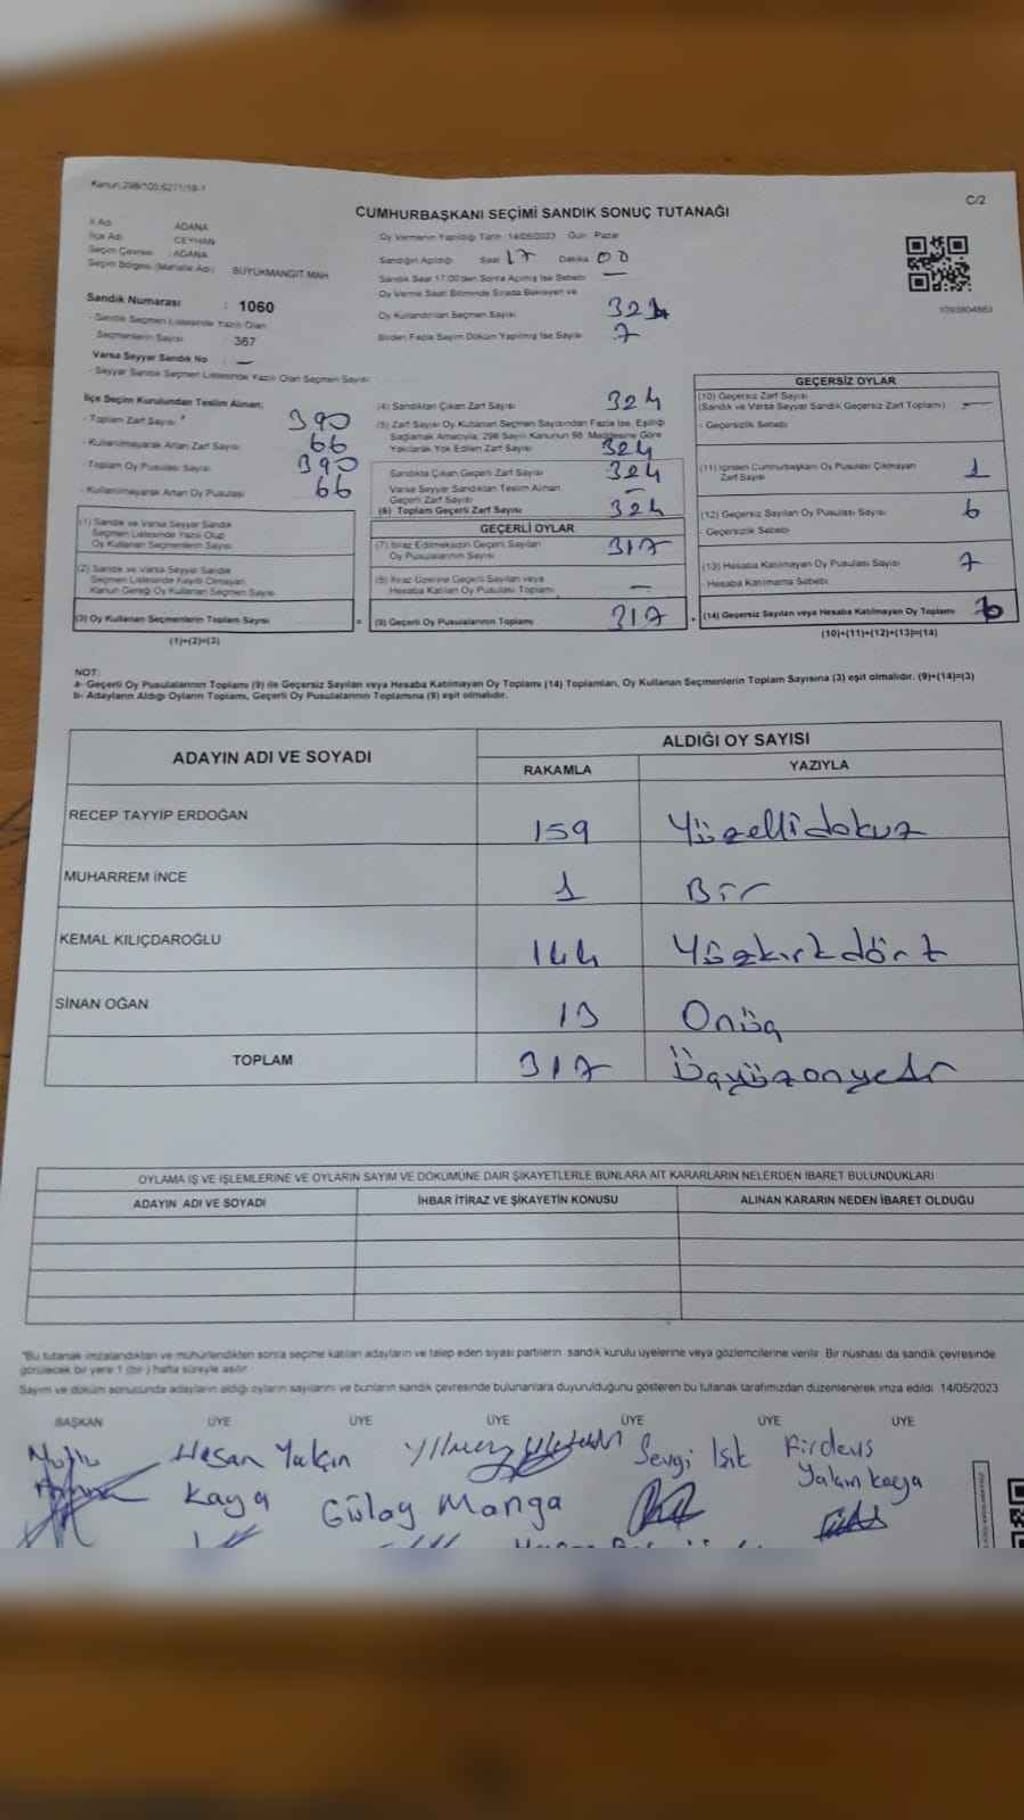 Kanun:298/105,6271/19-1
C/2
CUMHURBAŞKANI SEÇİMİ SANDIK SONUÇ TUTANAĞI
İl Adı ADANA
İlçe Adı CEYHAN
Seçim Çevresi ADANA
Seçim Bölgesi (Mahalle Adı) BÜYÜKMANGIT MAH
Sandık Numarası : 1060
- Sandık Seçmen Listesinde Yazılı Olan
Seçmenlerin Sayısı 367
Varsa Seyyar Sandık No : —
- Seyyar Sandık Seçmen Listesinde Yazılı Olan Seçmen Sayısı
Oy Vermenin Yapıldığı Tarih 14/05/2023 Gün Pazar
Sandığın Açıldığı Saat 17 Dakika 00
Sandık Saat 17:00'den Sonra Açılmış İse Sebebi —
Oy Verme Saati Bitiminde Sırada Bekleyen ve
Oy Kullandırılan Seçmen Sayısı 324
Birden Fazla Sayım Döküm Yapılmış İse Sayısı 7
İlçe Seçim Kurulundan Teslim Alınan;
- Toplam Zarf Sayısı 390
- Kullanılmayarak Artan Zarf Sayısı 66
- Toplam Oy Pusulası Sayısı 390
- Kullanılmayarak Artan Oy Pusulası 66
(1) Sandık ve Varsa Seyyar Sandık
Seçmen Listesinde Yazılı Olup
Oy Kullanan Seçmenlerin Sayısı
(2) Sandık ve Varsa Seyyar Sandık
Seçmen Listesinde Kayıtlı Olmayan,
Kanun Gereği Oy Kullanan Seçmen Sayısı
(3) Oy Kullanan Seçmenlerin Toplam Sayısı
(1)+(2)=(3)
(4) Sandıktan Çıkan Zarf Sayısı 324
(5) Zarf Sayısı Oy Kullanan Seçmen Sayısından Fazla İse, Eşitliği
Sağlamak Amacıyla, 298 Sayılı Kanunun 98. Maddesine Göre
Yakılarak Yok Edilen Zarf Sayısı 324
Sandıkta Çıkan Geçerli Zarf Sayısı 324
Varsa Seyyar Sandıktan Teslim Alınan
Geçerli Zarf Sayısı —
(6) Toplam Geçerli Zarf Sayısı 324
GEÇERLİ OYLAR
(7) İtiraz Edilmeksizin Geçerli Sayılan
Oy Pusulalarının Sayısı 317
(8) İtiraz Üzerine Geçerli Sayılan veya
Hesaba Katılan Oy Pusulası Toplamı —
(9) Geçerli Oy Pusulalarının Toplamı 317
GEÇERSİZ OYLAR
(10) Geçersiz Zarf Sayısı
(Sandık ve Varsa Seyyar Sandık Geçersiz Zarf Toplamı) —
- Geçersizlik Sebebi
(11) İçinden Cumhurbaşkanı Oy Pusulası Çıkmayan
Zarf Sayısı 1
(12) Geçersiz Sayılan Oy Pusulası Sayısı 6
- Geçersizlik Sebebi
(13) Hesaba Katılmayan Oy Pusulası Sayısı 7
- Hesaba Katılmama Sebebi
(14) Geçersiz Sayılan veya Hesaba Katılmayan Oy Toplamı
(10)+(11)+(12)+(13)=(14)
NOT:
a- Geçerli Oy Pusulalarının Toplamı (9) ile Geçersiz Sayılan veya Hesaba Katılmayan Oy Toplamı (14) Toplamları, Oy Kullanan Seçmenlerin Toplam Sayısına (3) eşit olmalıdır. (9)+(14)=(3)
b- Adayların Aldığı Oyların Toplamı, Geçerli Oy Pusulalarının Toplamına (9) eşit olmalıdır.
ADAYIN ADI VE SOYADI ALDIĞI OY SAYISI
RAKAMLA YAZIYLA
RECEP TAYYİP ERDOĞAN 159 Yüzellidokuz
MUHARREM İNCE 1 Bir
KEMAL KILIÇDAROĞLU 144 Yüzkırkdört
SİNAN OĞAN 13 Onüç
TOPLAM 317 Üçyüzonyedi
OYLAMA İŞ VE İŞLEMLERİNE VE OYLARIN SAYIM VE DÖKÜMÜNE DAİR ŞİKAYETLERLE BUNLARA AİT KARARLARIN NELERDEN İBARET BULUNDUKLARI
ADAYIN ADI VE SOYADI İHBAR İTİRAZ VE ŞİKAYETİN KONUSU ALINAN KARARIN NEDEN İBARET OLDUĞU
"Bu tutanak imzalandıktan ve mühürlendikten sonra seçime katılan adayların ve talep eden siyasi partilerin sandık kurulu üyelerine veya gözlemcilerine verilir. Bir nüshası da sandık çevresinde
görülecek bir yere 1 (bir) hafta süreyle asılır.
Sayım ve döküm sonucunda adayların aldığı oyların sayılarını ve bunların sandık çevresinde bulunanlara duyurulduğunu gösteren bu tutanak tarafımızdan düzenlenerek imza edildi. 14/05/2023
BAŞKAN ÜYE ÜYE ÜYE ÜYE ÜYE ÜYE
Hasan Yalçın Yılmaz Sevgi Işık Firdevs
Kaya Gülay Manga Yalçınkaya